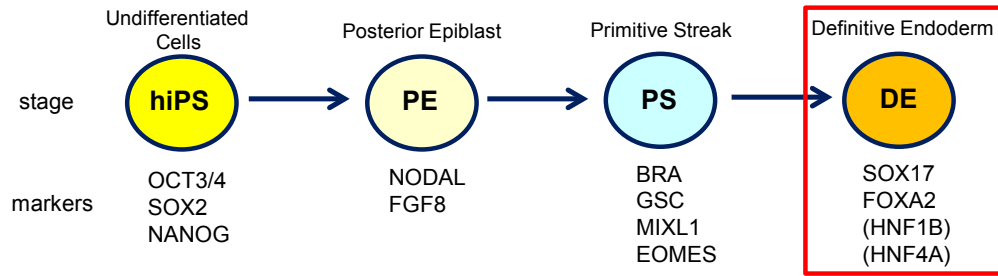 Undifferentiated
Cells
Posterior Epiblast
Primitive Streak
Definitive Endoderm
stage
hiPS
PE
PS
DE
markers
OCT3/4
SOX2
NANOG
NODAL
FGF8
BRA
GSC
MIXL1
EOMES
SOX17
FOXA2
(HNF1B)
(HNF4A)